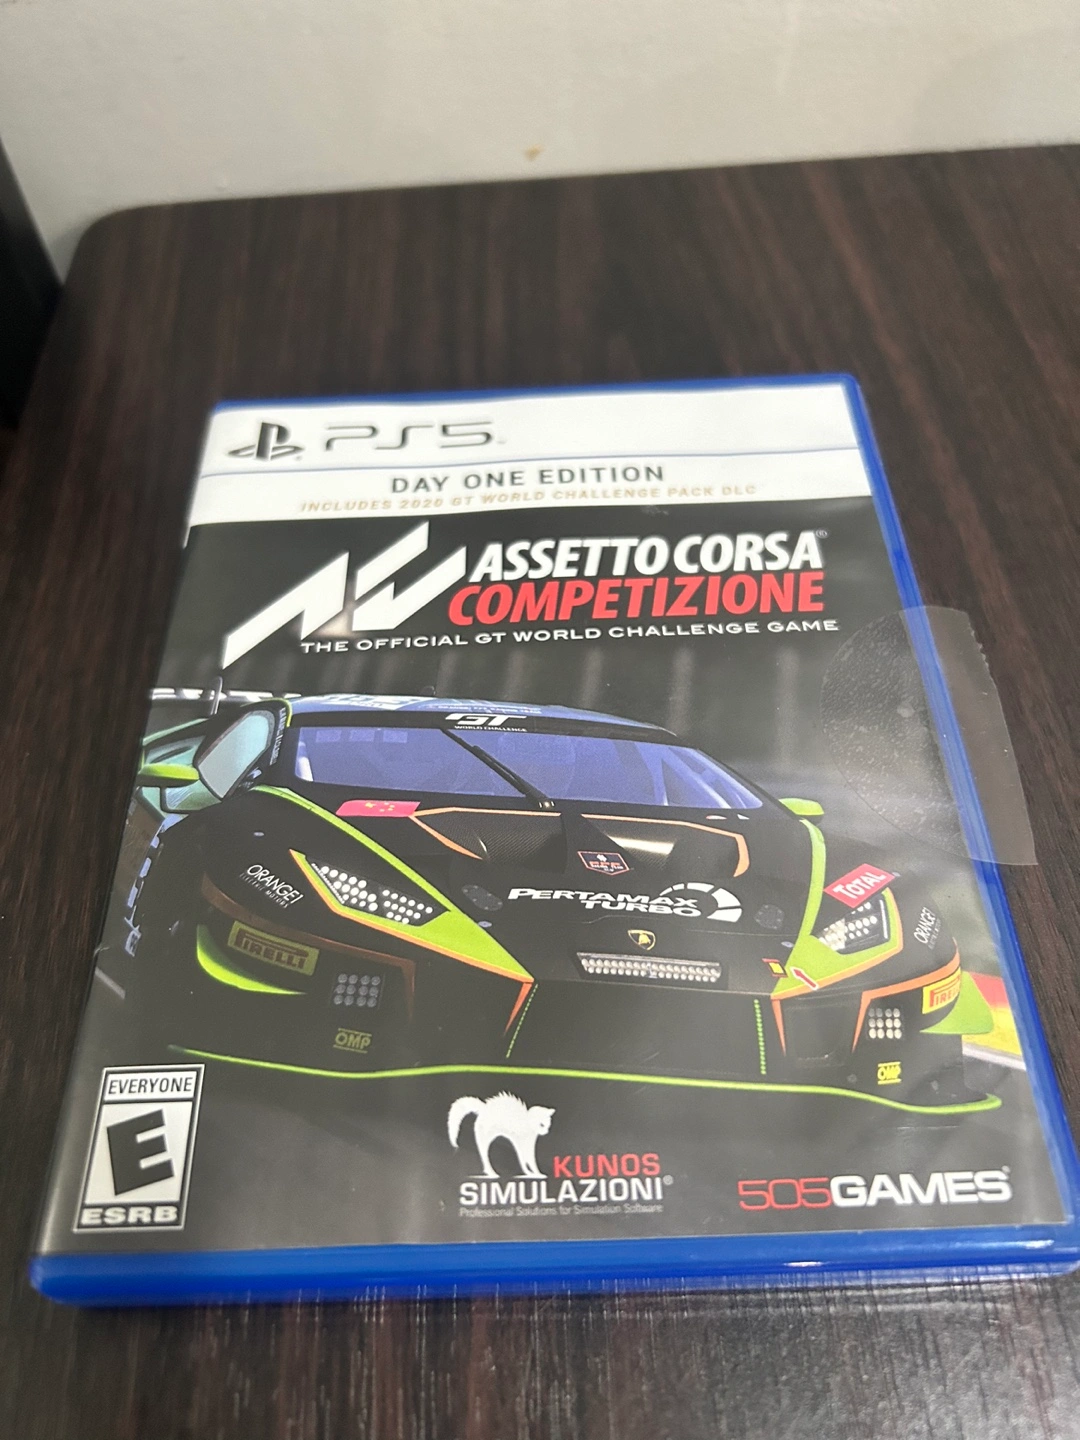 PS5
DAY ONE EDITION
INCLUDES 2020 GT WORLD CHALLENGE PACK DLC
ASSETTO CORSA®
COMPETIZIONE
THE OFFICIAL GT WORLD CHALLENGE GAME
GT
WORLD CHALLENGE
ORANGE1
PERTAMAX
TURBO
TOTAL
ORANGE1
PIRELLI
PIRE
OMP
OMP
EVERYONE
E
ESRB
KUNOS
SIMULAZIONI®
Professional Solutions for Simulation Software
505GAMES®